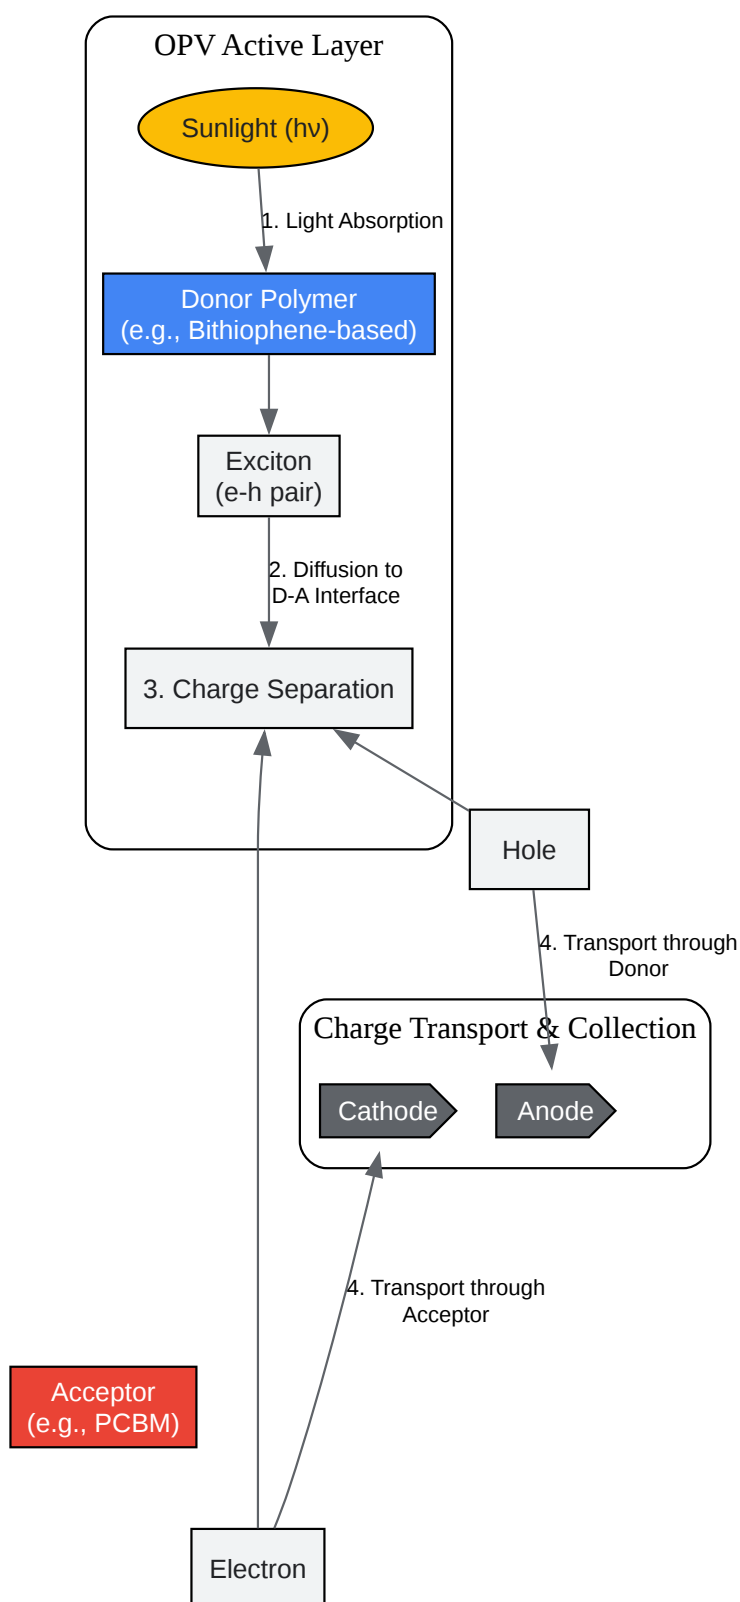 OPV Active Layer
Sunlight (hν)
1. Light Absorption
Donor Polymer
(e.g., Bithiophene-based)
Exciton
(e-h pair)
2. Diffusion to
D-A Interface
3. Charge Separation
Hole
4. Transport through
Donor
Charge Transport & Collection
Cathode
Anode
4. Transport through
Acceptor
Acceptor
(e.g., PCBM)
Electron